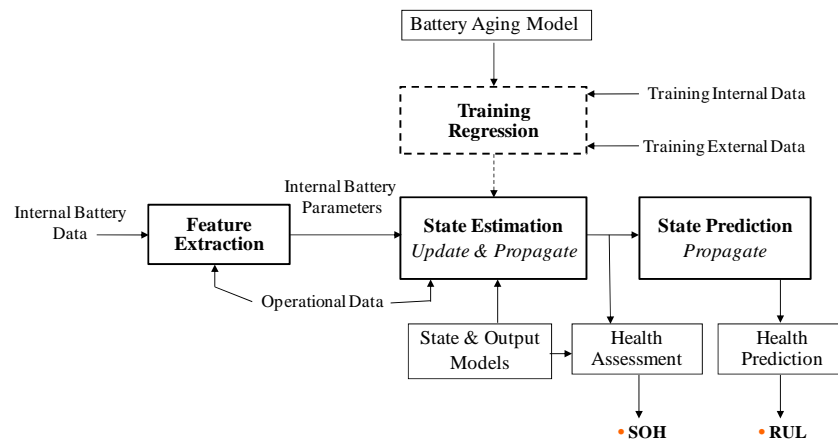 Battery Aging Model
Training
Regression
Training Internal Data
Training External Data
Internal Battery
Data
Feature
Extraction
Internal Battery
Parameters
State Estimation
Update & Propagate
State Prediction
Propagate
Operational Data
State & Output
Models
Health
Assessment
Health
Prediction
• SOH
• RUL